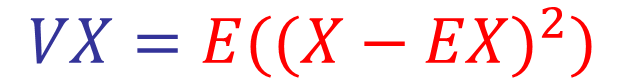 VX = E((X − EX)²)